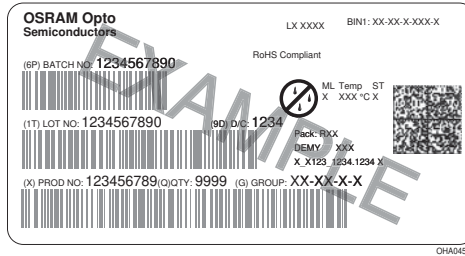 OSRAM Opto
Semiconductors
LX XXXX
BIN1: XX-XX-X-XXX-X
RoHS Compliant
(6P) BATCH NO: 1234567890
ML Temp ST
X XXX °C X
(1T) LOT NO: 1234567890
(9D) D/C: 1234
Pack: RXX
DEMY XXX
X_X123_1234.1234 X
(X) PROD NO: 123456789(Q)QTY: 9999 (G) GROUP: XX-XX-X-X
EXAMPLE
OHA045